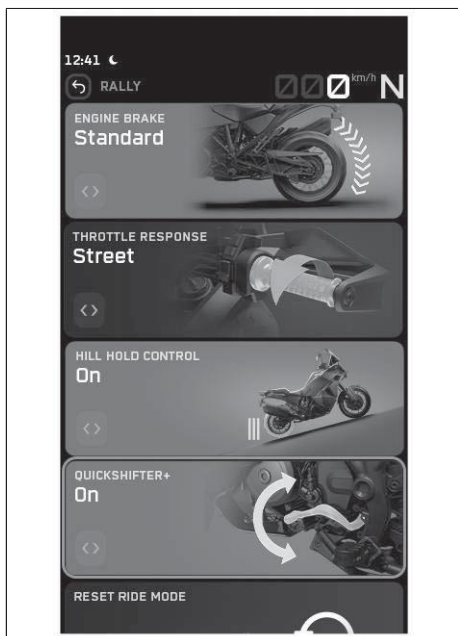 12:41
RALLY 000 km/h N
ENGINE BRAKE
Standard
THROTTLE RESPONSE
Street
HILL HOLD CONTROL
On
QUICKSHIFTER+
On
RESET RIDE MODE